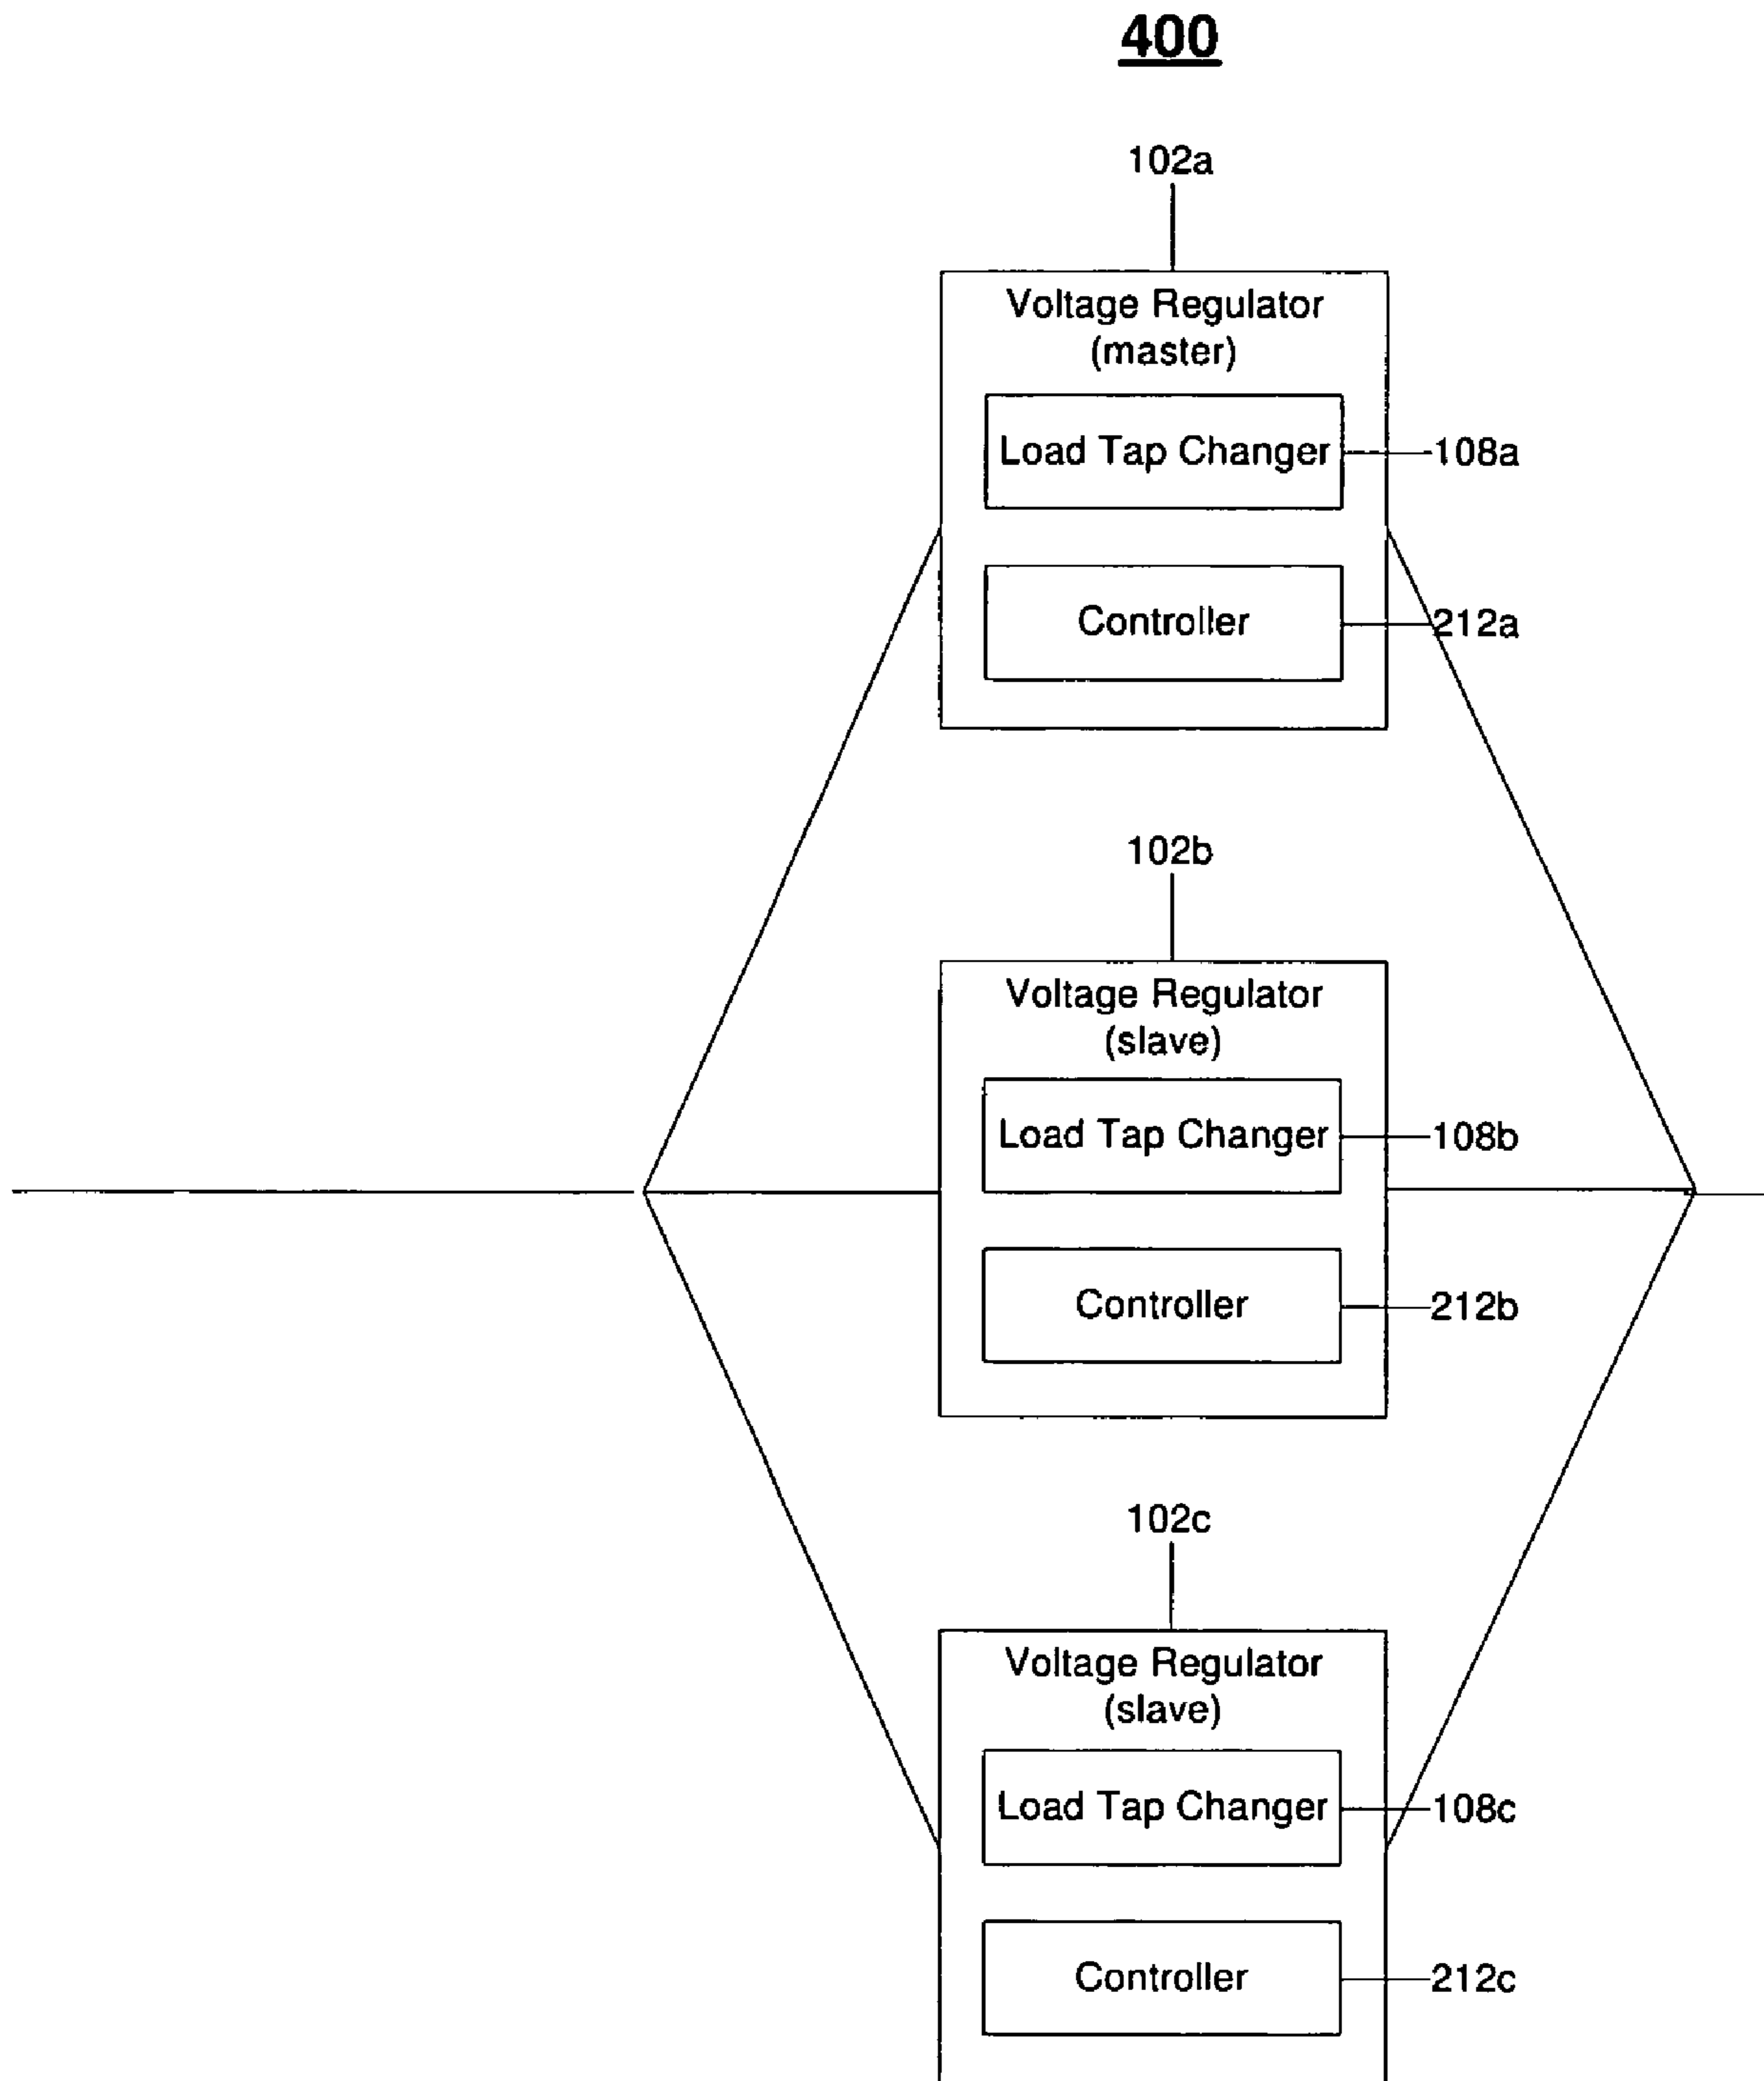 400
102a
Voltage Regulator
(master)
Load Tap Changer
108a
Controller
212a
102b
Voltage Regulator
(slave)
Load Tap Changer
108b
Controller
212b
102c
Voltage Regulator
(slave)
Load Tap Changer
108c
Controller
212c